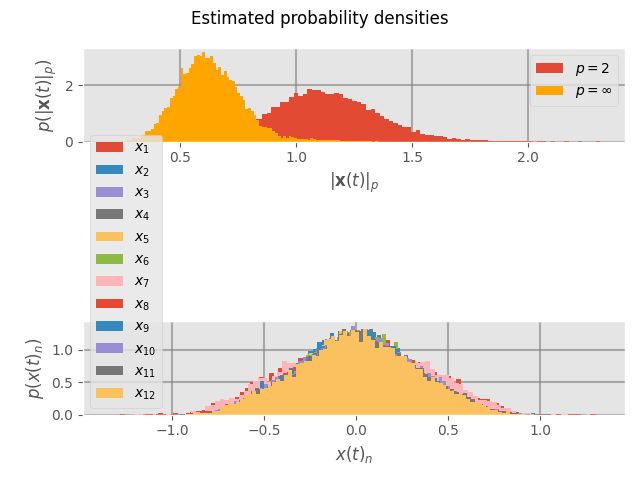 Estimated probability densities
p(|x(t)|ₚ)
2
0
p = 2
p = ∞
0.5 1.0 1.5 2.0
|x(t)|ₚ
x₁
x₂
x₃
x₄
x₅
x₆
x₇
x₈
x₉
x₁₀
x₁₁
x₁₂
p(x(t)ₙ)
1.0
0.5
0.0
−1.0 −0.5 0.0 0.5 1.0
x(t)ₙ